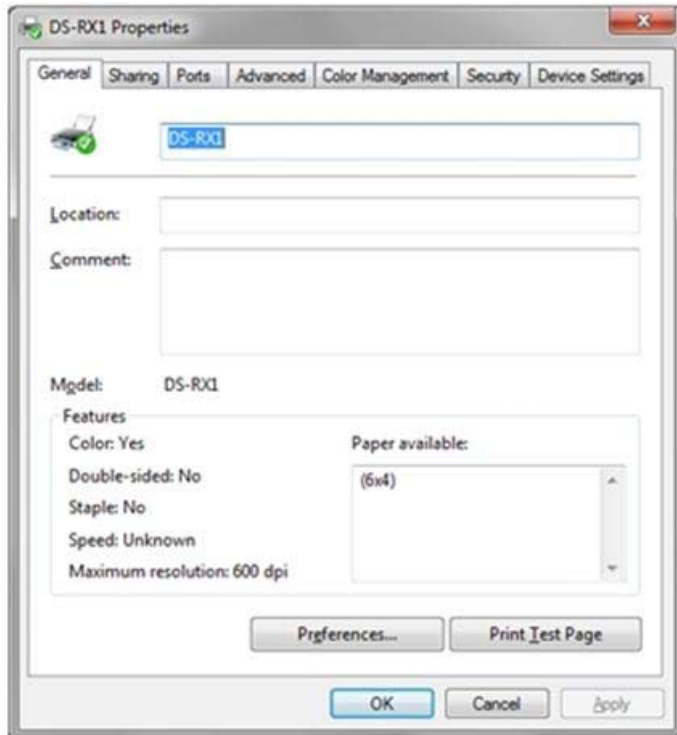 DS-RX1 Properties
General Sharing Ports Advanced Color Management Security Device Settings
DS-RX1
Location:
Comment:
Model: DS-RX1
Features
Color: Yes
Paper available:
Double-sided: No
(6x4)
Staple: No
Speed: Unknown
Maximum resolution: 600 dpi
Preferences... Print Test Page
OK Cancel Apply